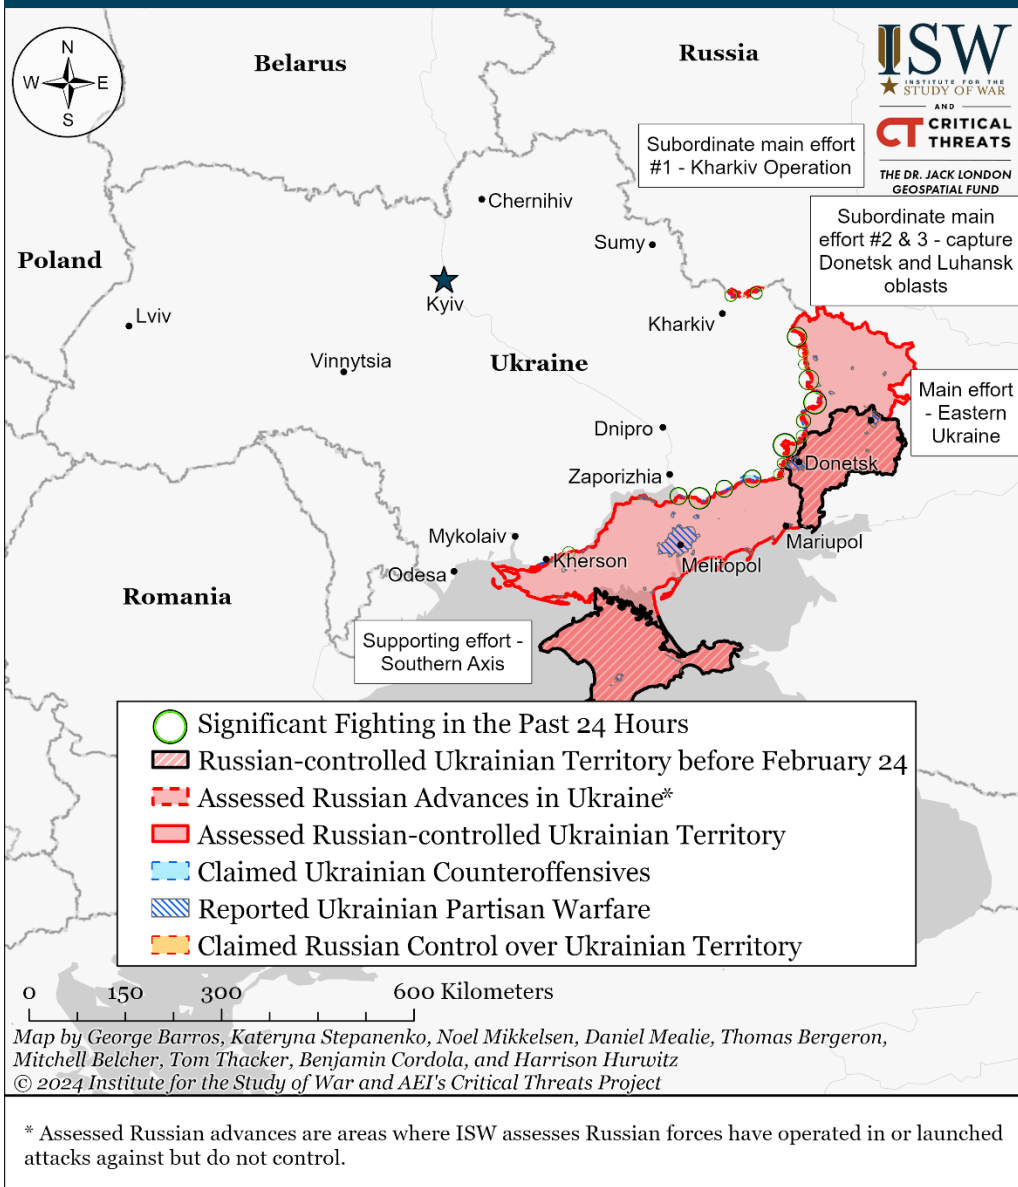 N
W
E
S
Belarus
Russia
ISW
INSTITUTE FOR THE
STUDY OF WAR
AND
CT CRITICAL
THREATS
THE DR. JACK LONDON
GEOSPATIAL FUND
Subordinate main effort
#1 - Kharkiv Operation
Subordinate main
effort #2 & 3 - capture
Donetsk and Luhansk
oblasts
Chernihiv
Sumy
Poland
Kyiv
Lviv
Kharkiv
Vinnytsia
Ukraine
Main effort
- Eastern
Ukraine
Dnipro
Donetsk
Zaporizhia
Mykolaiv
Mariupol
Kherson
Melitopol
Odesa
Romania
Supporting effort -
Southern Axis
Significant Fighting in the Past 24 Hours
Russian-controlled Ukrainian Territory before February 24
Assessed Russian Advances in Ukraine*
Assessed Russian-controlled Ukrainian Territory
Claimed Ukrainian Counteroffensives
Reported Ukrainian Partisan Warfare
Claimed Russian Control over Ukrainian Territory
0 150 300 600 Kilometers
Map by George Barros, Kateryna Stepanenko, Noel Mikkelsen, Daniel Mealie, Thomas Bergeron,
Mitchell Belcher, Tom Thacker, Benjamin Cordola, and Harrison Hurwitz
© 2024 Institute for the Study of War and AEI's Critical Threats Project
* Assessed Russian advances are areas where ISW assesses Russian forces have operated in or launched
attacks against but do not control.